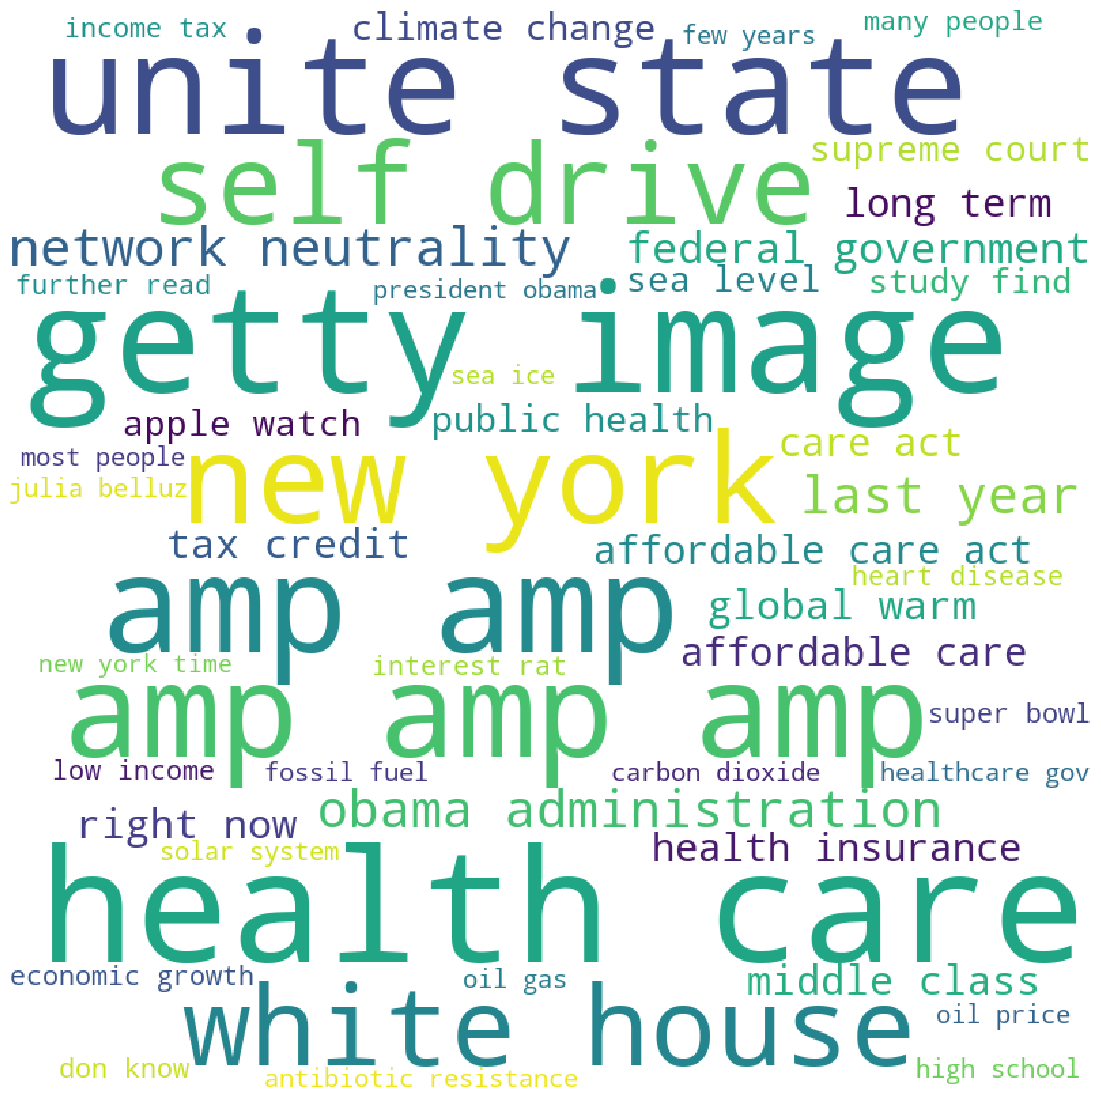 income tax
climate change
few years
many people
unite state
self drive
supreme court
long term
network neutrality
federal government
further read
president obama
sea level
study find
getty image
sea ice
apple watch
public health
most people
new york
care act
julia belluz
last year
tax credit
affordable care act
amp amp
heart disease
global warm
new york time
interest rat
affordable care
amp amp amp
super bowl
low income
fossil fuel
carbon dioxide
healthcare gov
right now
obama administration
solar system
health insurance
health care
economic growth
oil gas
middle class
white house
oil price
don know
antibiotic resistance
high school